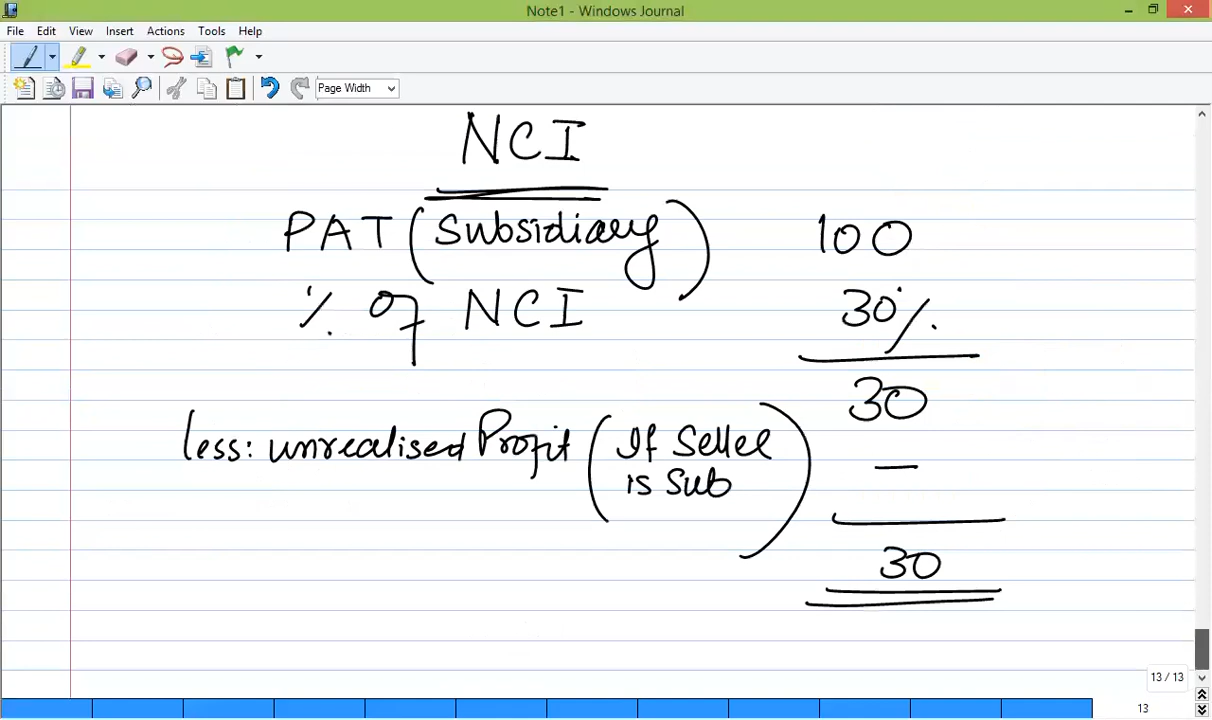 Note1 - Windows Journal
File Edit View Insert Actions Tools Help
Page Width
NCI
PAT (Subsidiary) 100
% of NCI 30%
30
less: unrealised Profit (If Seller is Sub) —
30
13 / 13
13